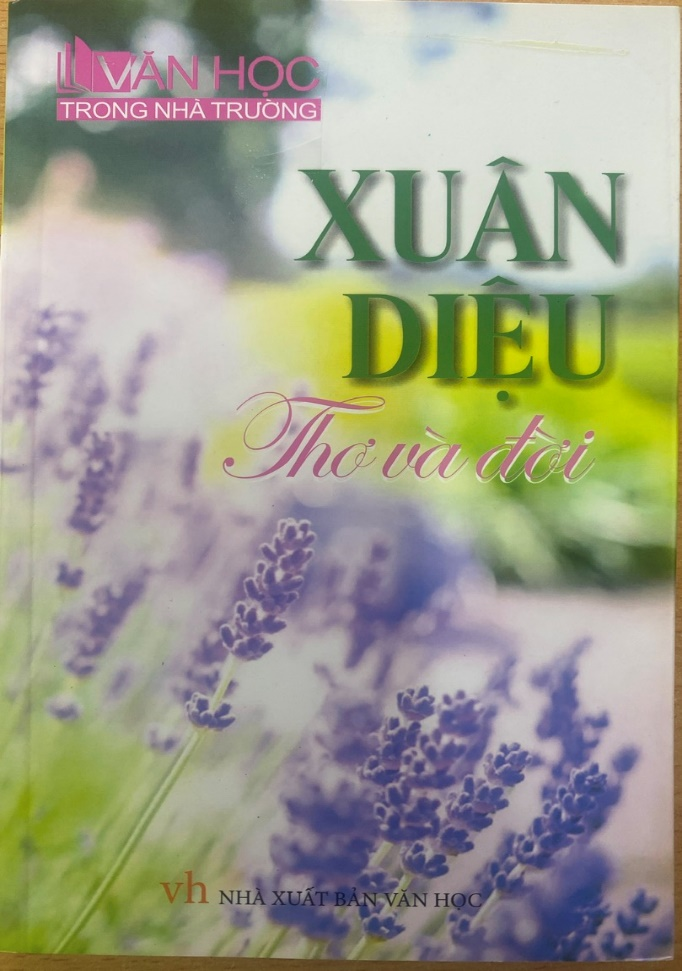 VĂN HỌC
TRONG NHÀ TRƯỜNG
XUÂN
DIỆU
Thơ và đời
vh NHÀ XUẤT BẢN VĂN HỌC